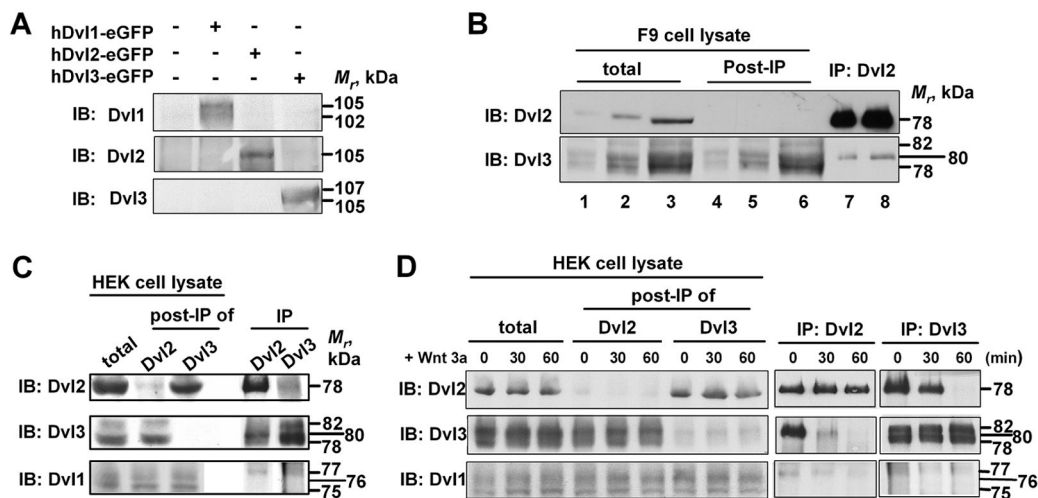 A
hDvl1-eGFP - + - -
hDvl2-eGFP - - + -
hDvl3-eGFP - - - + Mr, kDa
IB: Dvl1 105
102
IB: Dvl2 105
IB: Dvl3 107
105
B
F9 cell lysate
total Post-IP IP: Dvl2
Mr, kDa
IB: Dvl2 78
IB: Dvl3 82
80
78
1 2 3 4 5 6 7 8
C
HEK cell lysate
post-IP of IP
total Dvl2 Dvl3 Dvl2 Dvl3 Mr, kDa
IB: Dvl2 78
IB: Dvl3 82
80
78
IB: Dvl1 77
76
75
D
HEK cell lysate
post-IP of
total Dvl2 Dvl3 IP: Dvl2 IP: Dvl3
+ Wnt 3a 0 30 60 0 30 60 0 30 60 0 30 60 0 30 60 (min)
IB: Dvl2 78
IB: Dvl3 82
80
78
IB: Dvl1 77
76
75